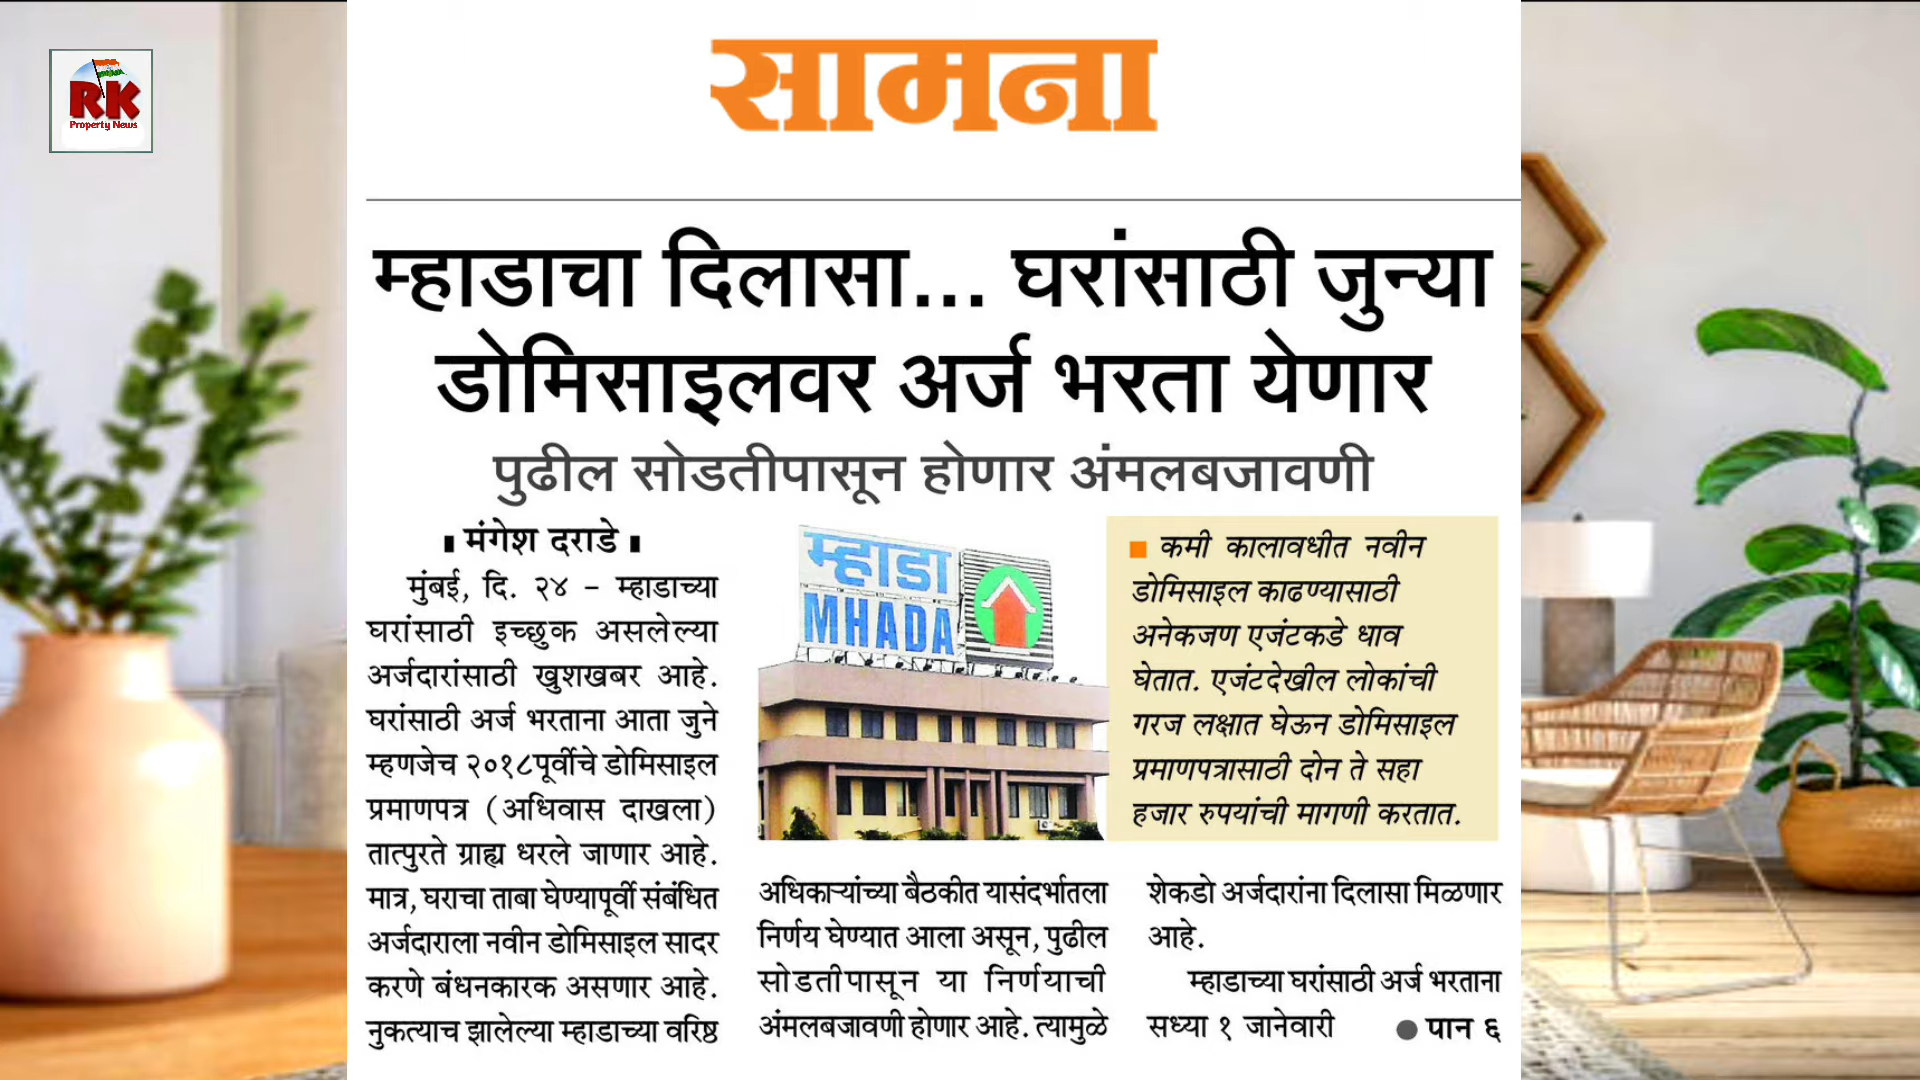 RK
Property News
सामना
म्हाडाचा दिलासा... घरांसाठी जुन्या
डोमिसाइलवर अर्ज भरता येणार
पुढील सोडतीपासून होणार अंमलबजावणी
▮ मंगेश दराडे ▮
मुंबई, दि. २४ – म्हाडाच्या
घरांसाठी इच्छुक असलेल्या
अर्जदारांसाठी खुशखबर आहे.
घरांसाठी अर्ज भरताना आता जुने
म्हणजेच २०१८पूर्वीचे डोमिसाइल
प्रमाणपत्र (अधिवास दाखला)
तात्पुरते ग्राह्य धरले जाणार आहे.
मात्र, घराचा ताबा घेण्यापूर्वी संबंधित
अर्जदाराला नवीन डोमिसाइल सादर
करणे बंधनकारक असणार आहे.
नुकत्याच झालेल्या म्हाडाच्या वरिष्ठ
म्हाडा
MHADA
■ कमी कालावधीत नवीन
डोमिसाइल काढण्यासाठी
अनेकजण एजंटकडे धाव
घेतात. एजंटदेखील लोकांची
गरज लक्षात घेऊन डोमिसाइल
प्रमाणपत्रासाठी दोन ते सहा
हजार रुपयांची मागणी करतात.
अधिकाऱ्यांच्या बैठकीत यासंदर्भातला
निर्णय घेण्यात आला असून, पुढील
सोडतीपासून या निर्णयाची
अंमलबजावणी होणार आहे. त्यामुळे
शेकडो अर्जदारांना दिलासा मिळणार
आहे.
म्हाडाच्या घरांसाठी अर्ज भरताना
सध्या १ जानेवारी ● पान ६